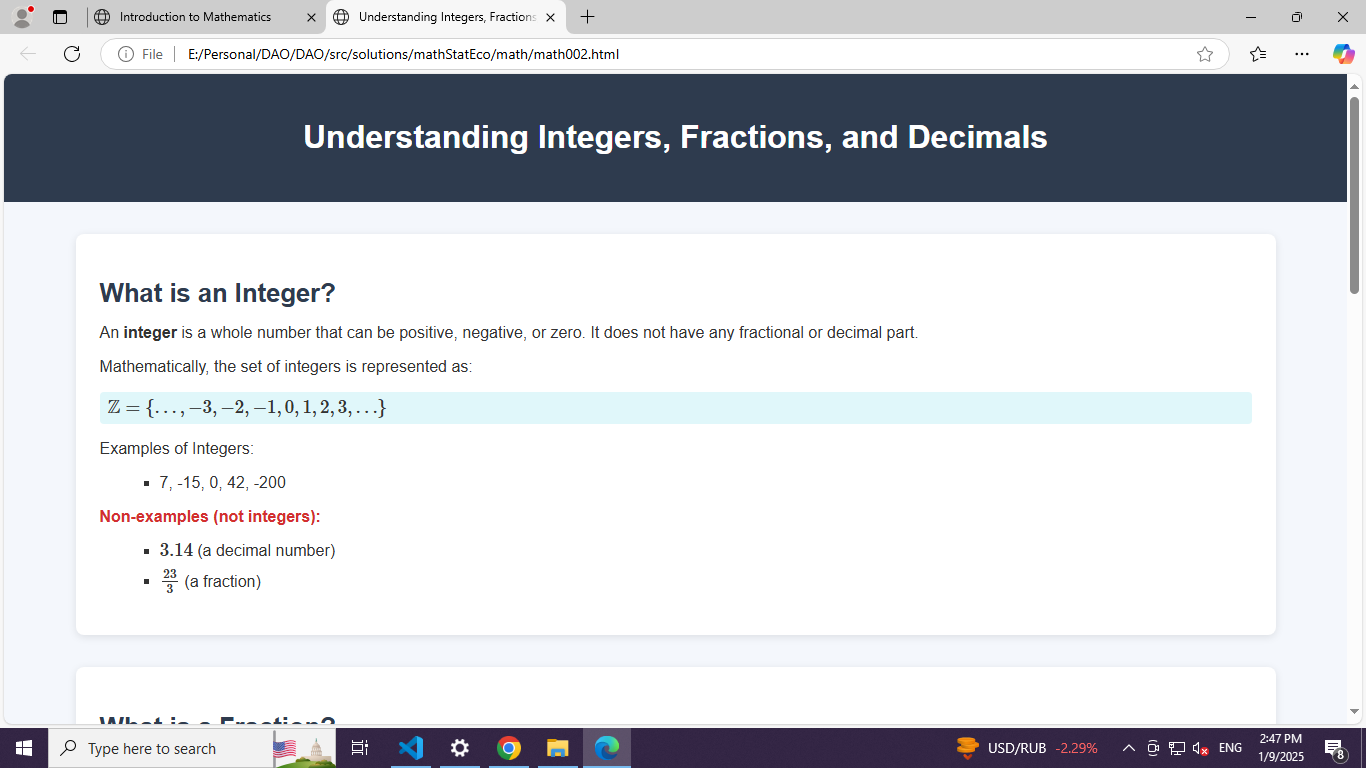 Introduction to Mathematics
Understanding Integers, Fractions
File
E:/Personal/DAO/DAO/src/solutions/mathStatEco/math/math002.html
Understanding Integers, Fractions, and Decimals
What is an Integer?
An integer is a whole number that can be positive, negative, or zero. It does not have any fractional or decimal part.
Mathematically, the set of integers is represented as:
ℤ = {…, −3, −2, −1, 0, 1, 2, 3, …}
Examples of Integers:
7, -15, 0, 42, -200
Non-examples (not integers):
3.14 (a decimal number)
23/3 (a fraction)
What is a Fraction?
Type here to search
USD/RUB -2.29%
ENG
2:47 PM
1/9/2025
8